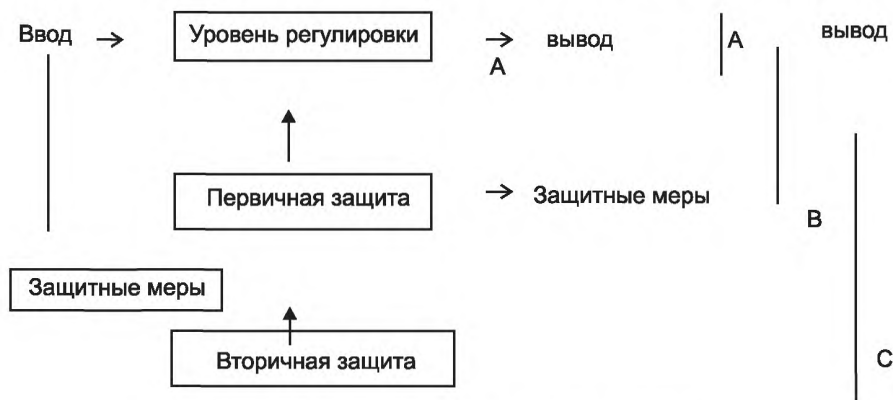 Ввод → Уровень регулировки → вывод A вывод
A
Первичная защита → Защитные меры
B
Защитные меры
Вторичная защита
C